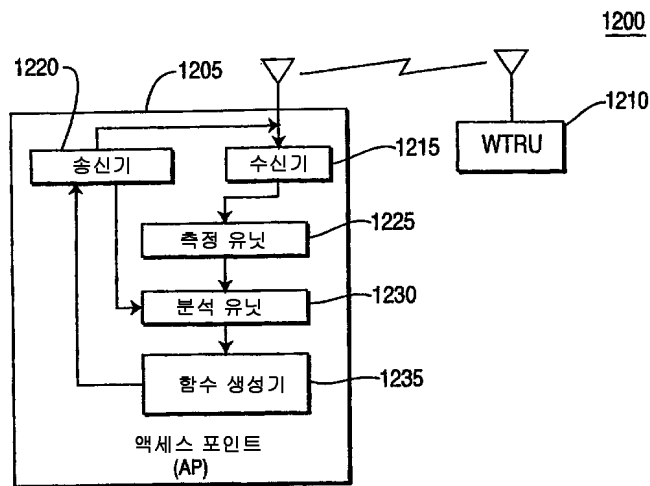 1200
1220
1205
1210
WTRU
송신기
수신기
1215
측정 유닛
1225
분석 유닛
1230
함수 생성기
1235
액세스 포인트
(AP)